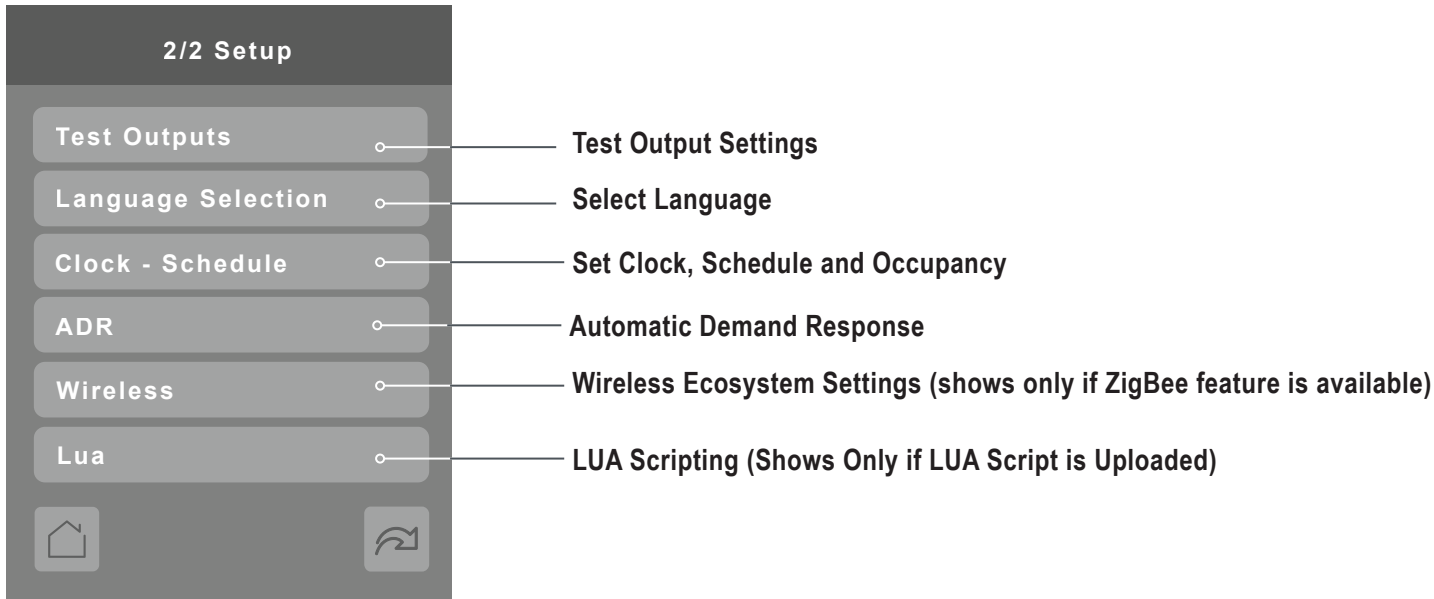 2/2 Setup
Test Outputs
Test Output Settings
Language Selection
Select Language
Clock - Schedule
Set Clock, Schedule and Occupancy
ADR
Automatic Demand Response
Wireless
Wireless Ecosystem Settings (shows only if ZigBee feature is available)
Lua
LUA Scripting (Shows Only if LUA Script is Uploaded)